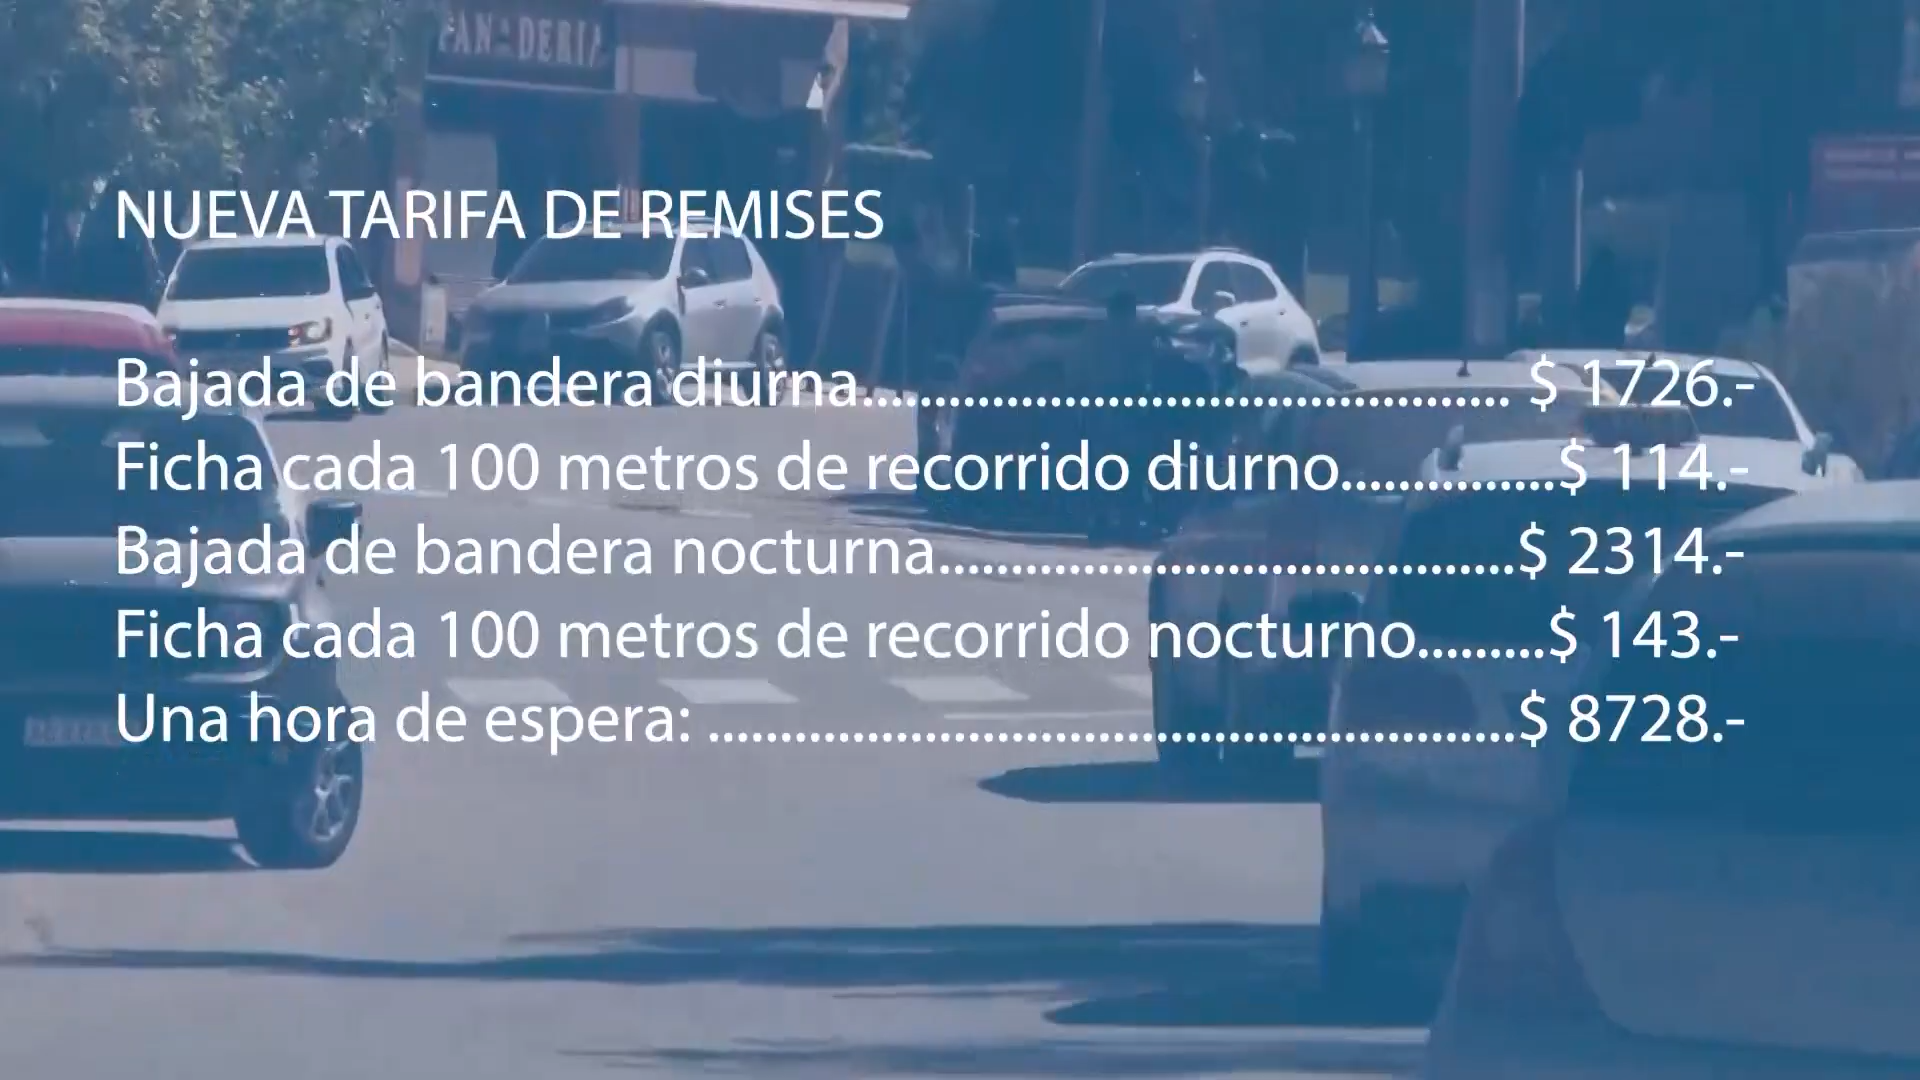 PANADERIA
NUEVA TARIFA DE REMISES
Bajada de bandera diurna............................................. $ 1726.-
Ficha cada 100 metros de recorrido diurno...............$ 114.-
Bajada de bandera nocturna........................................$ 2314.-
Ficha cada 100 metros de recorrido nocturno.........$ 143.-
Una hora de espera: ........................................................$ 8728.-